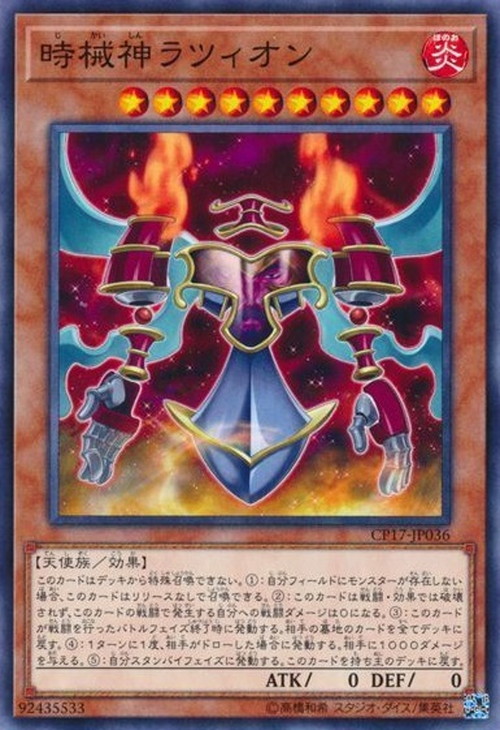 時械神ラツィオン
炎
CP17-JP036
【天使族／効果】
このカードはデッキから特殊召喚できない。①:自分フィールドにモンスターが存在しない
場合、このカードはリリースなしで召喚できる。②:このカードは戦闘・効果では破壊
されず、このカードの戦闘で発生する自分への戦闘ダメージは0になる。③:このカード
が戦闘を行ったバトルフェイズ終了時に発動する。相手の墓地のカードを全てデッキに
戻す。④:1ターンに1度、相手がドローした場合に発動する。相手に1000ダメージ
を与える。⑤:自分スタンバイフェイズに発動する。このカードを持ち主のデッキに戻す。
ATK/ 0 DEF/ 0
92435533 ©高橋和希 スタジオ・ダイス/集英社